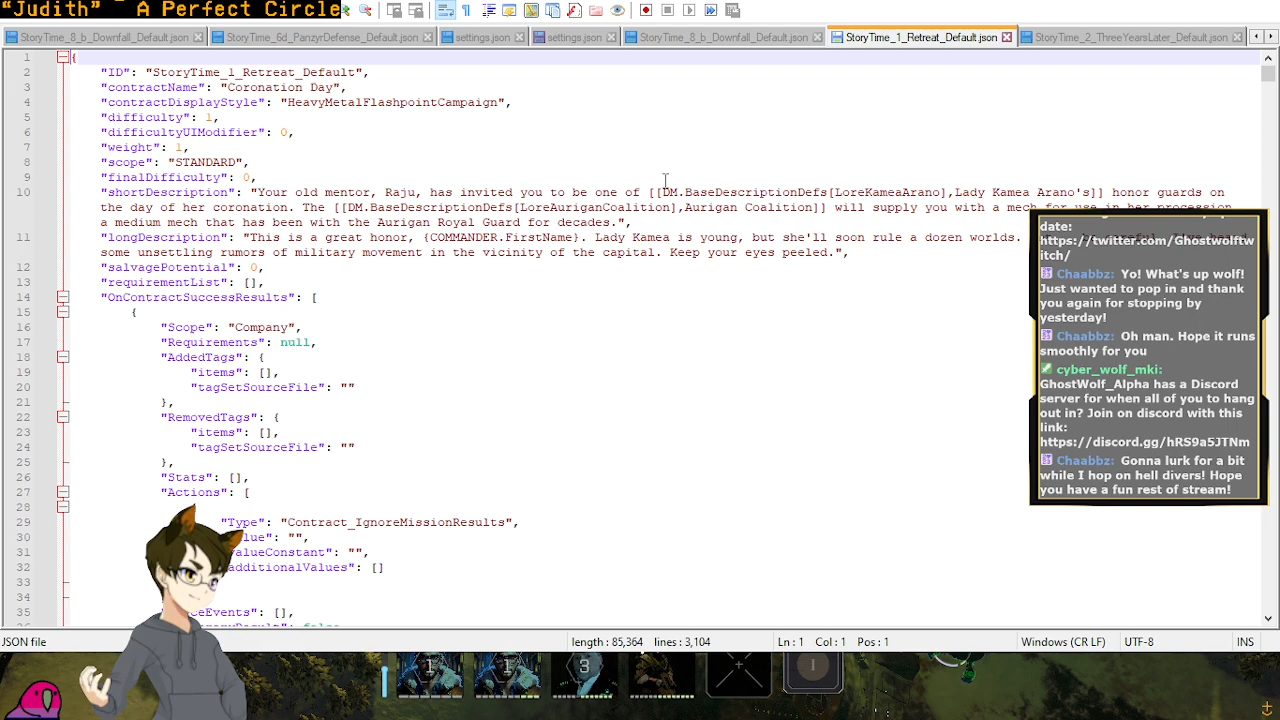 "Judith" - A Perfect Circle
StoryTime_8_b_Downfall_Default.json
StoryTime_6d_PanzyrDefense_Default.json
settings.json
settings.json
StoryTime_8_b_Downfall_Default.json
StoryTime_1_Retreat_Default.json
StoryTime_2_ThreeYearsLater_Default.json
1 {
2 "ID": "StoryTime_1_Retreat_Default",
3 "contractName": "Coronation Day",
4 "contractDisplayStyle": "HeavyMetalFlashpointCampaign",
5 "difficulty": 1,
6 "difficultyUIModifier": 0,
7 "weight": 1,
8 "scope": "STANDARD",
9 "finalDifficulty": 0,
10 "shortDescription": "Your old mentor, Raju, has invited you to be one of [[DM.BaseDescriptionDefs[LoreKameaArano],Lady Kamea Arano's]] honor guards on
the day of her coronation. The [[DM.BaseDescriptionDefs[LoreAuriganCoalition],Aurigan Coalition]] will supply you with a mech for use in her procession
a medium mech that has been with the Aurigan Royal Guard for decades.",
11 "longDescription": "This is a great honor, {COMMANDER.FirstName}. Lady Kamea is young, but she'll soon rule a dozen worlds.
some unsettling rumors of military movement in the vicinity of the capital. Keep your eyes peeled.",
12 "salvagePotential": 0,
13 "requirementList": [],
14 "OnContractSuccessResults": [
15 {
16 "Scope": "Company",
17 "Requirements": null,
18 "AddedTags": {
19 "items": [],
20 "tagSetSourceFile": ""
21 },
22 "RemovedTags": {
23 "items": [],
24 "tagSetSourceFile": ""
25 },
26 "Stats": [],
27 "Actions": [
28
29 "Type": "Contract_IgnoreMissionResults",
30 alue": "",
31 valueConstant": "",
32 additionalValues": []
33
34
35 ceEvents": [],
date:
https://twitter.com/Ghostwolftw
itch/
Chaabbz: Yo! What's up wolf!
Just wanted to pop in and thank
you again for stopping by
yesterday!
Chaabbz: Oh man. Hope it runs
smoothly for you
cyber_wolf_mki:
GhostWolf_Alpha has a Discord
server for when all of you to hang
out in? Join on discord with this
link:
https://discord.gg/hRS9a5JTNm
Chaabbz: Gonna lurk for a bit
while I hop on hell divers! Hope
you have a fun rest of stream!
JSON file
length : 85,364 lines : 3,104
Ln : 1 Col : 1 Pos : 1
Windows (CR LF)
UTF-8
INS
1
1
3
I